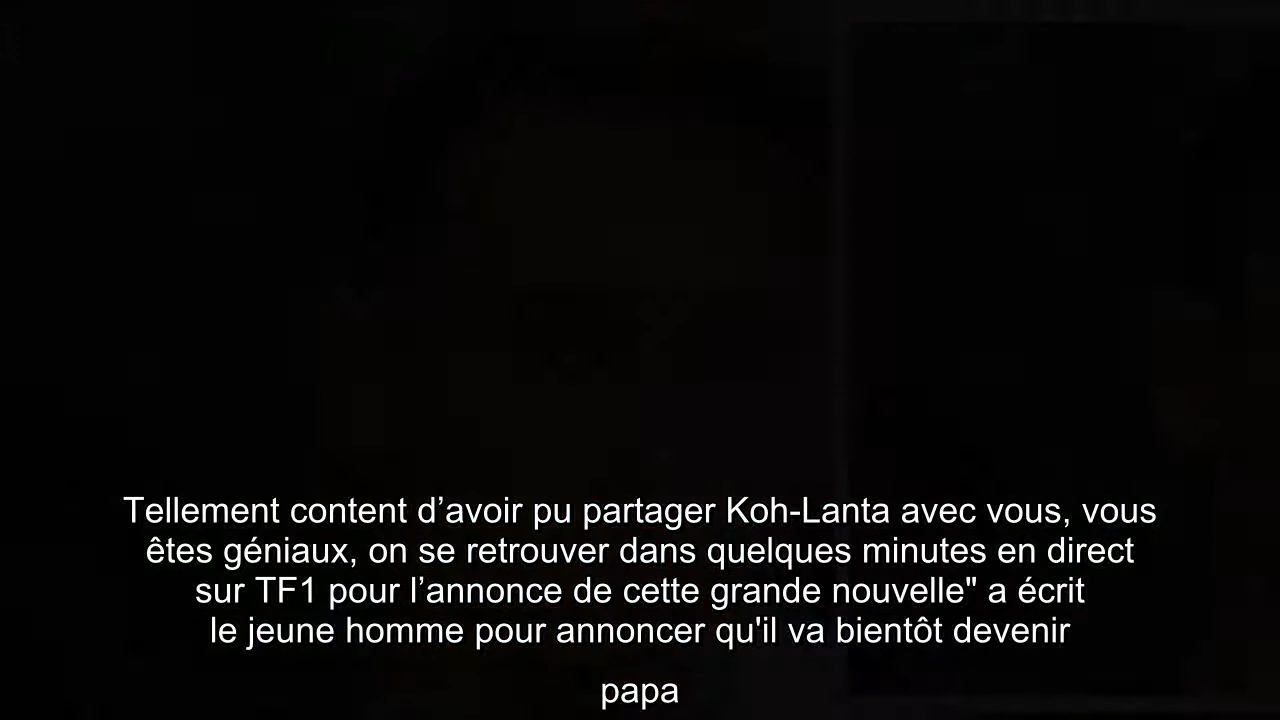 Tellement content d’avoir pu partager Koh-Lanta avec vous, vous
êtes géniaux, on se retrouver dans quelques minutes en direct
sur TF1 pour l’annonce de cette grande nouvelle" a écrit
le jeune homme pour annoncer qu'il va bientôt devenir
papa